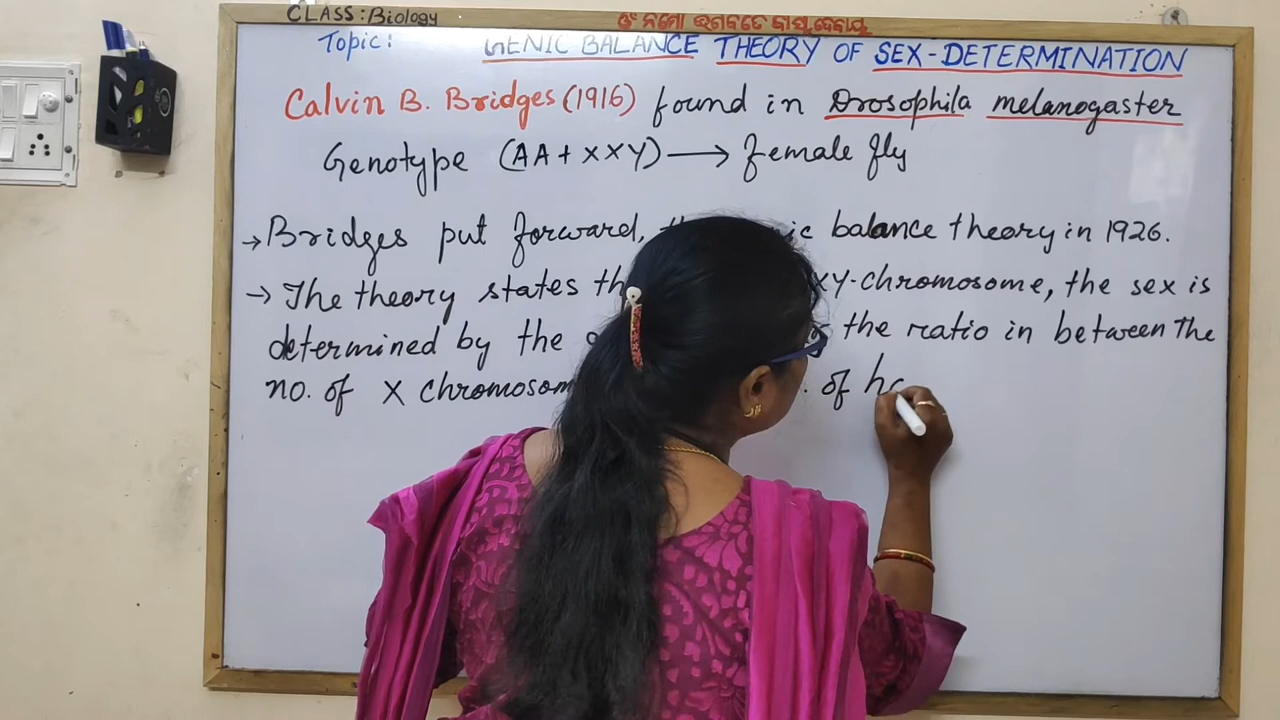 CLASS: Biology
ଓଁ ନମୋ ଭଗବତେ ବାସୁଦେବାୟ
Topic: GENIC BALANCE THEORY OF SEX-DETERMINATION
Calvin B. Bridges (1916) found in Drosophila melanogaster
Genotype (AA+XXY) → female fly
→ Bridges put forward, balance theory in 1926.
→ The theory states XY-chromosome, the sex is
determined by the the ratio in between the
no. of X chromosom of